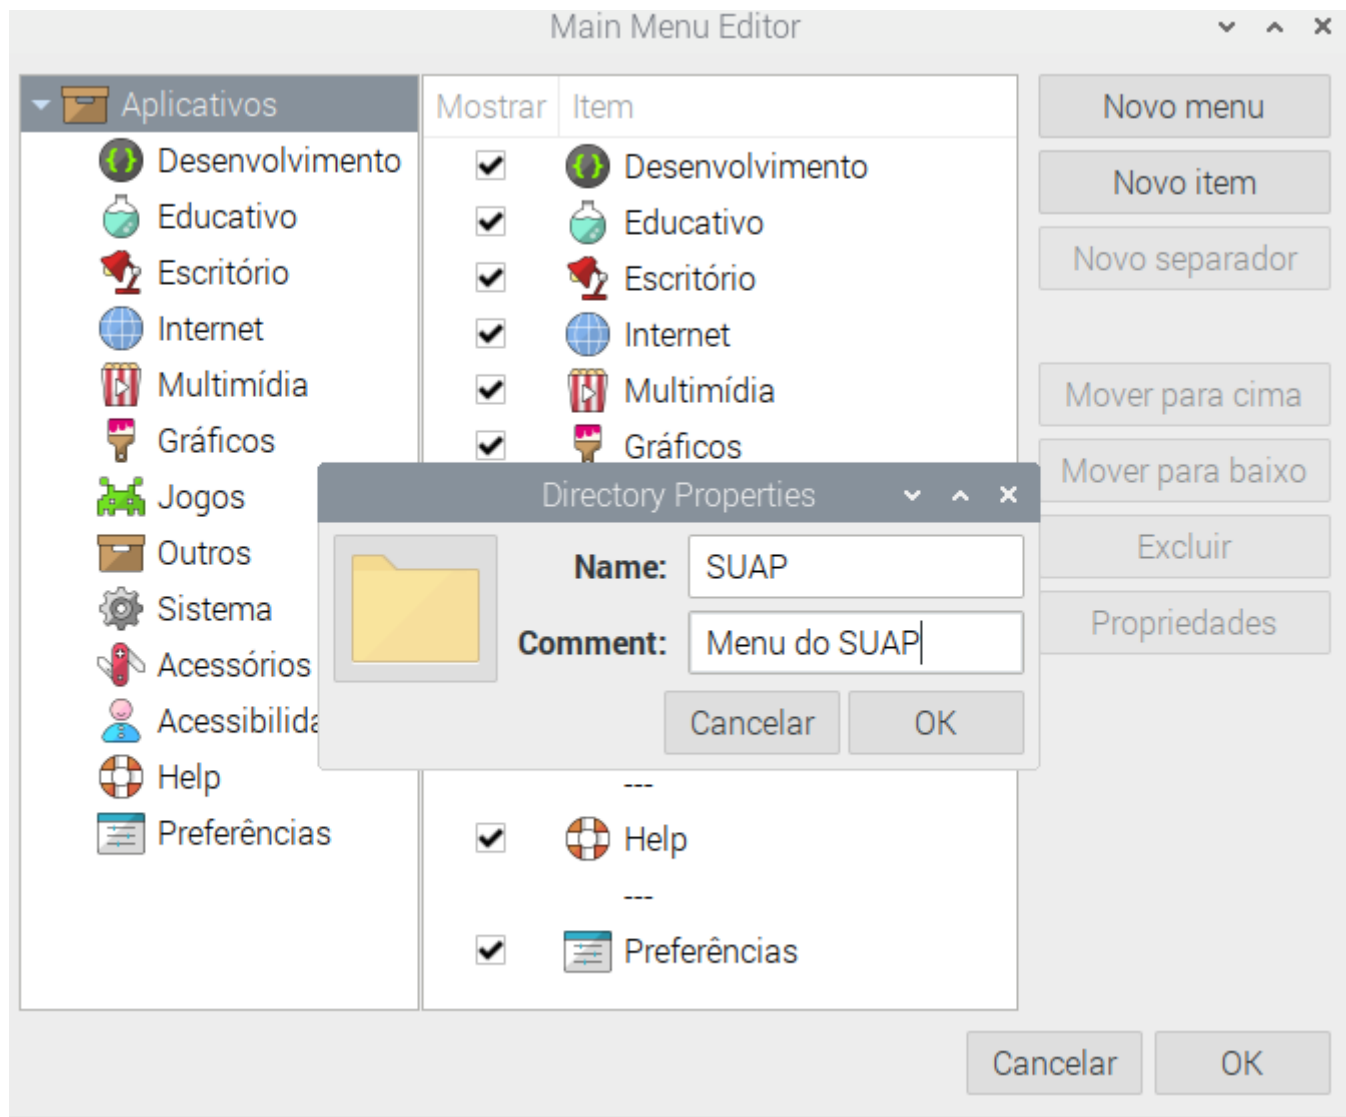 Main Menu Editor
Aplicativos
Desenvolvimento
Educativo
Escritório
Internet
Multimídia
Gráficos
Jogos
Outros
Sistema
Acessórios
Acessibilida
Help
Preferências
Mostrar Item
Desenvolvimento
Educativo
Escritório
Internet
Multimídia
Gráficos
---
Help
---
Preferências
Novo menu
Novo item
Novo separador
Mover para cima
Mover para baixo
Excluir
Propriedades
Directory Properties
Name: SUAP
Comment: Menu do SUAP
Cancelar OK
Cancelar OK